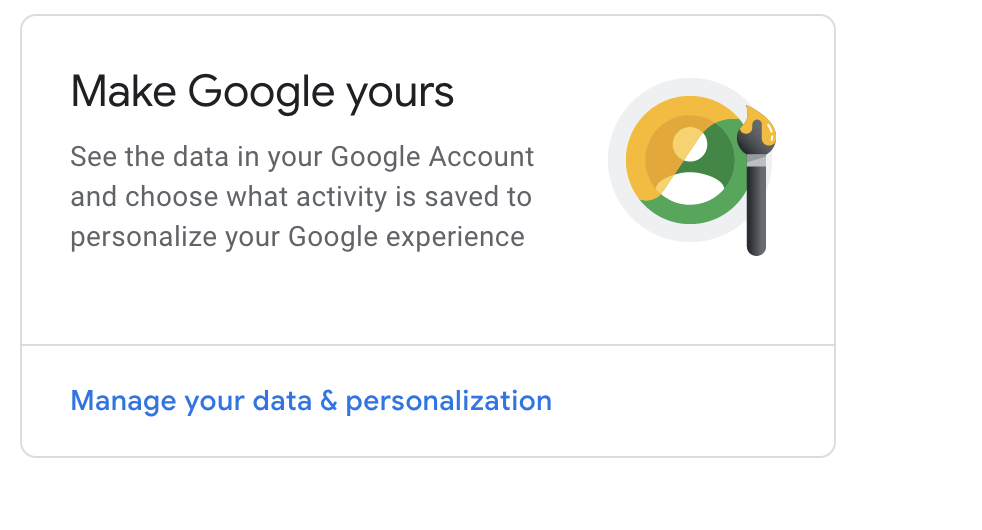 Make Google yours
See the data in your Google Account
and choose what activity is saved to
personalize your Google experience
Manage your data & personalization